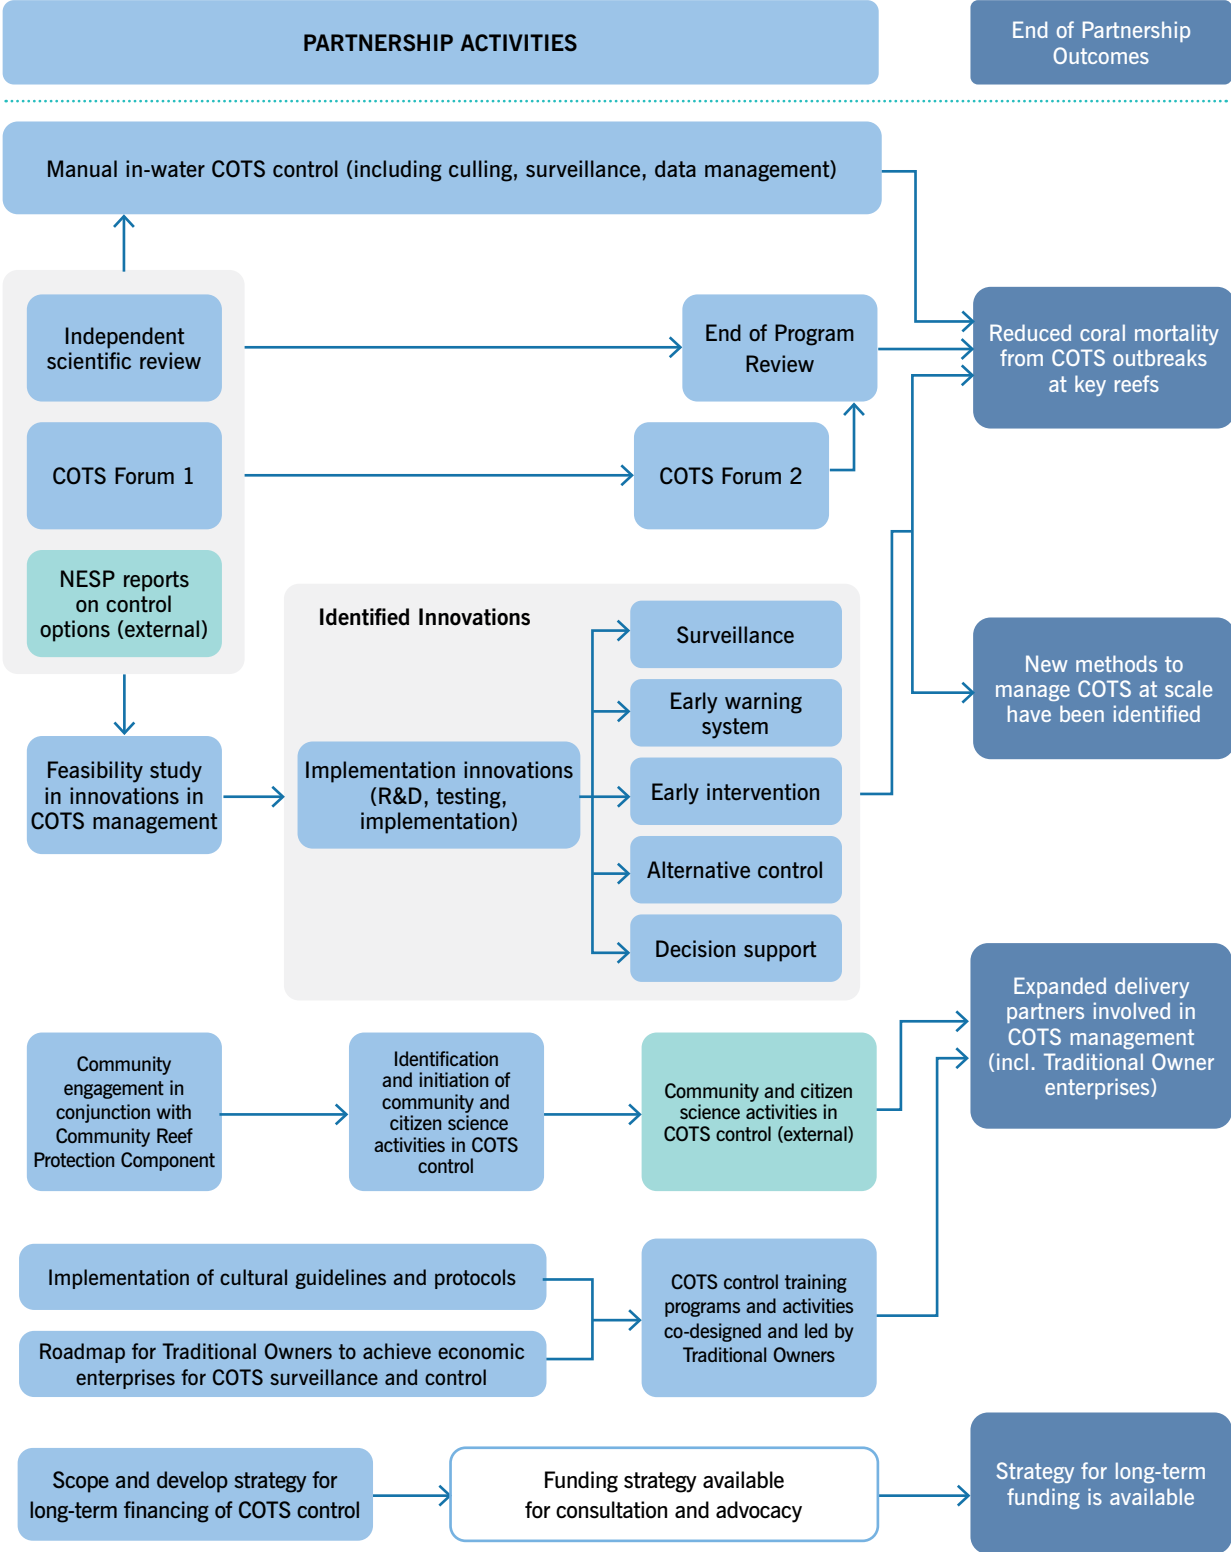 PARTNERSHIP ACTIVITIES
End of Partnership
Outcomes
Manual in-water COTS control (including culling, surveillance, data management)
Independent
scientific review
End of Program
Review
Reduced coral mortality
from COTS outbreaks
at key reefs
COTS Forum 1
COTS Forum 2
NESP reports
on control
options (external)
Identified Innovations
Surveillance
Early warning
system
New methods to
manage COTS at scale
have been identified
Feasibility study
in innovations in
COTS management
Implementation innovations
(R&D, testing,
implementation)
Early intervention
Alternative control
Decision support
Expanded delivery
partners involved in
COTS management
(incl. Traditional Owner
enterprises)
Community
engagement in
conjunction with
Community Reef
Protection Component
Identification
and initiation of
community and
citizen science
activities in COTS
control
Community and citizen
science activities in
COTS control (external)
Implementation of cultural guidelines and protocols
Roadmap for Traditional Owners to achieve economic
enterprises for COTS surveillance and control
COTS control training
programs and activities
co-designed and led by
Traditional Owners
Scope and develop strategy for
long-term financing of COTS control
Funding strategy available
for consultation and advocacy
Strategy for long-term
funding is available